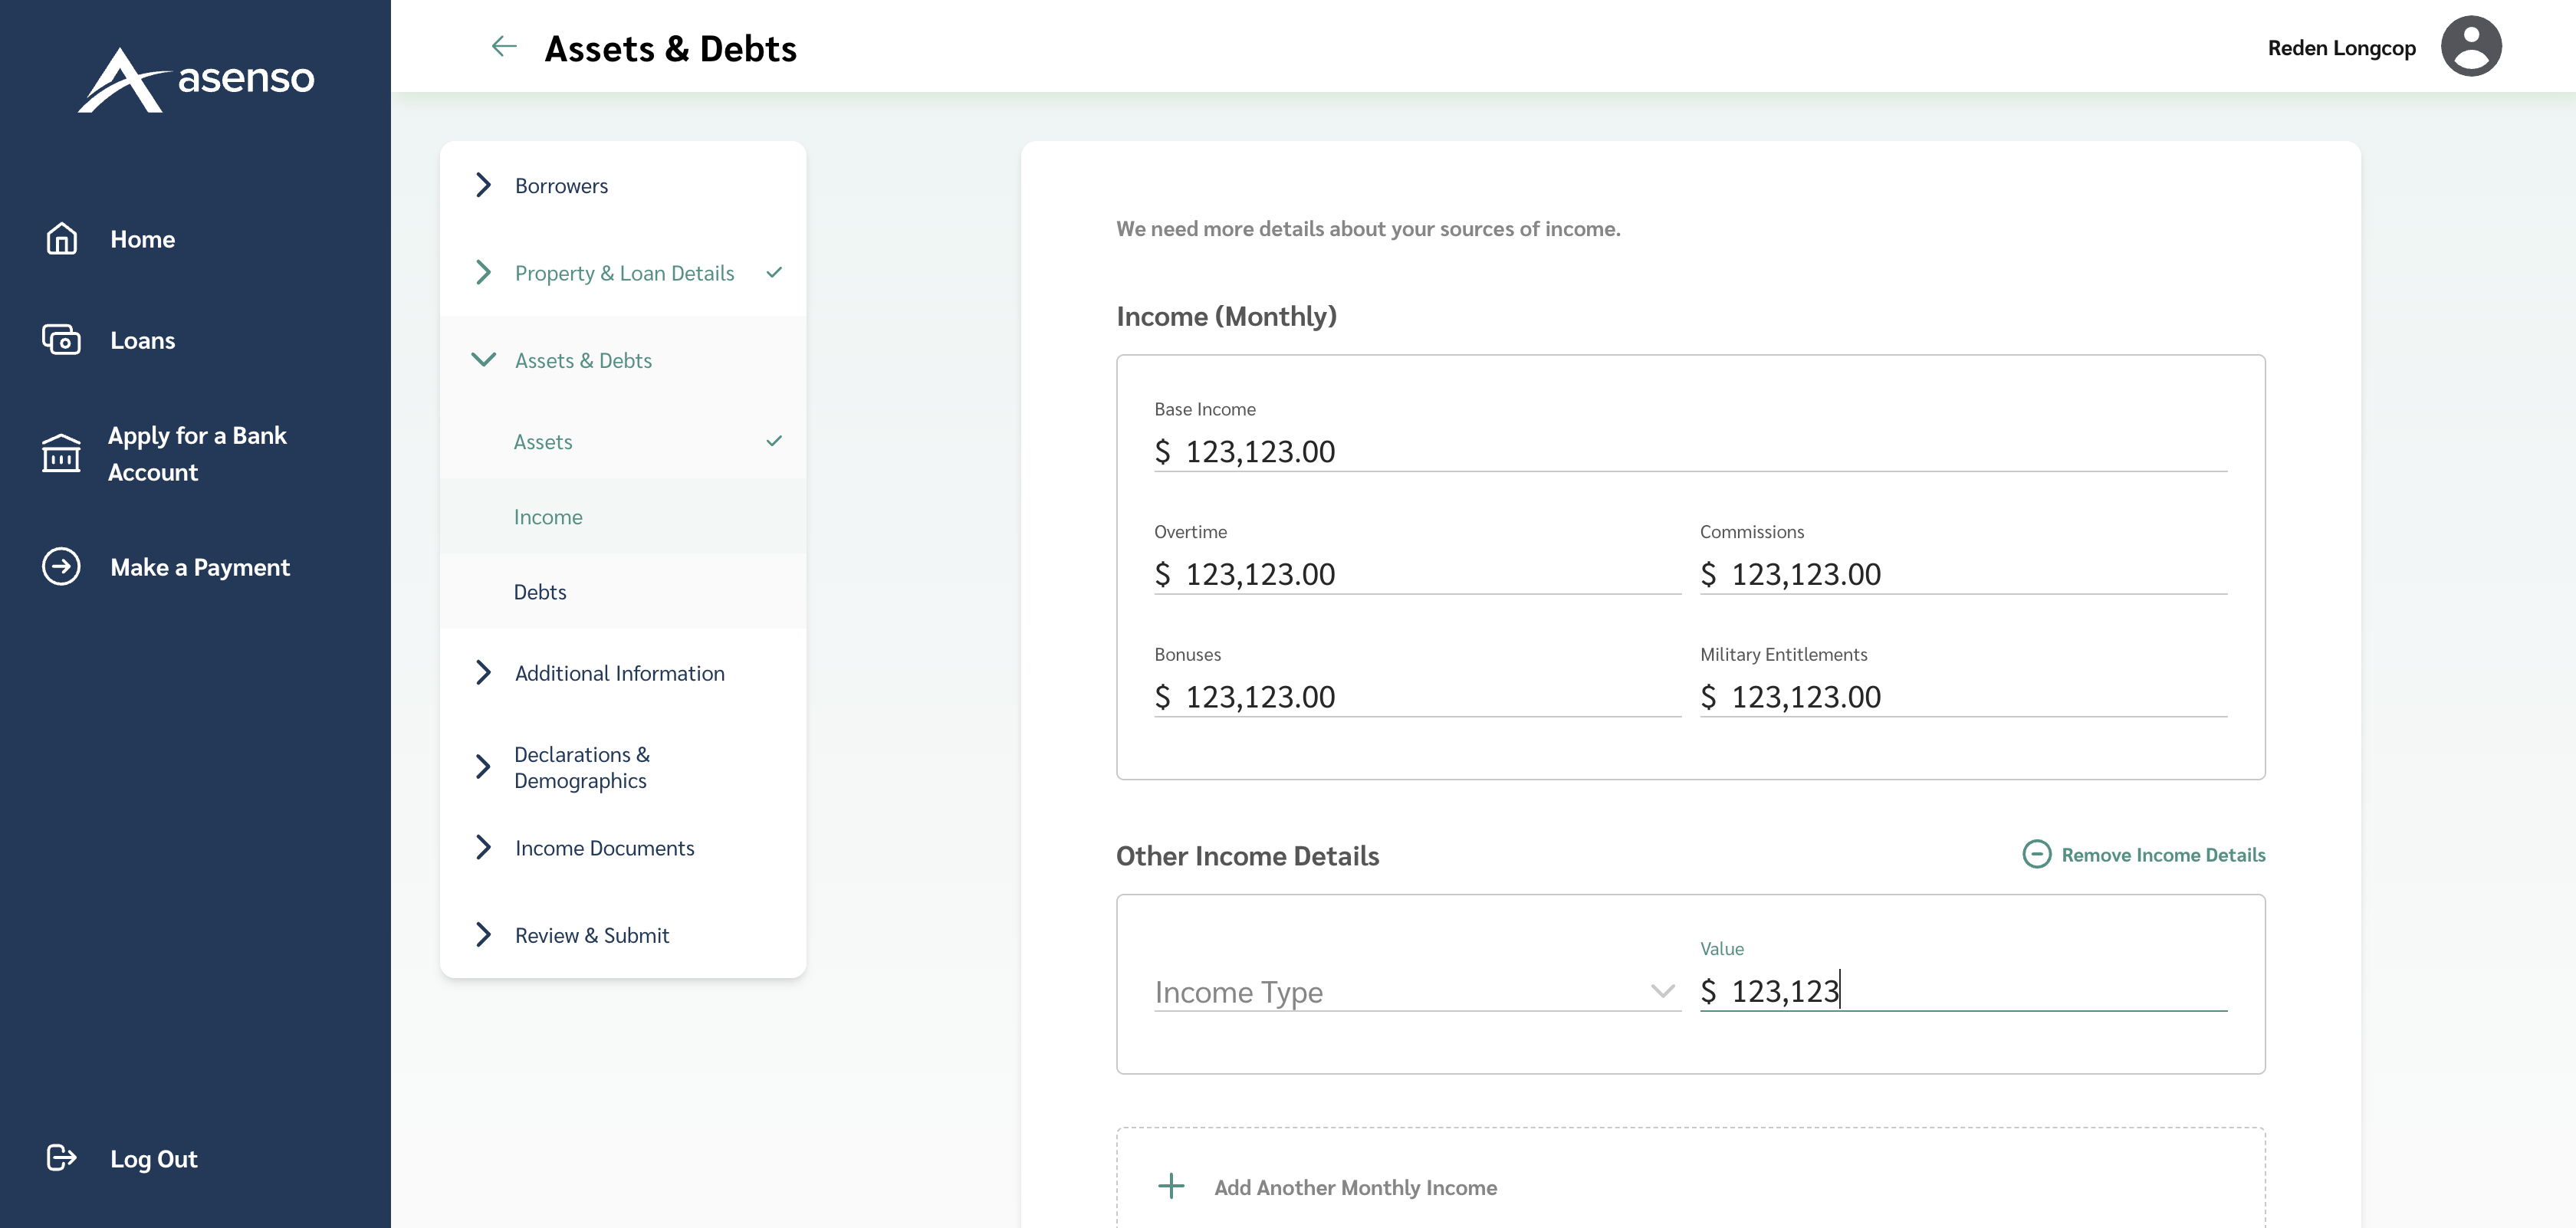 asenso
Home
Loans
Apply for a Bank
Account
Make a Payment
Log Out
Assets & Debts
Reden Longcop
Borrowers
Property & Loan Details
Assets & Debts
Assets
Income
Debts
Additional Information
Declarations &
Demographics
Income Documents
Review & Submit
We need more details about your sources of income.
Income (Monthly)
Base Income
$ 123,123.00
Overtime
$ 123,123.00
Commissions
$ 123,123.00
Bonuses
$ 123,123.00
Military Entitlements
$ 123,123.00
Other Income Details
Remove Income Details
Income Type
Value
$ 123,123
Add Another Monthly Income